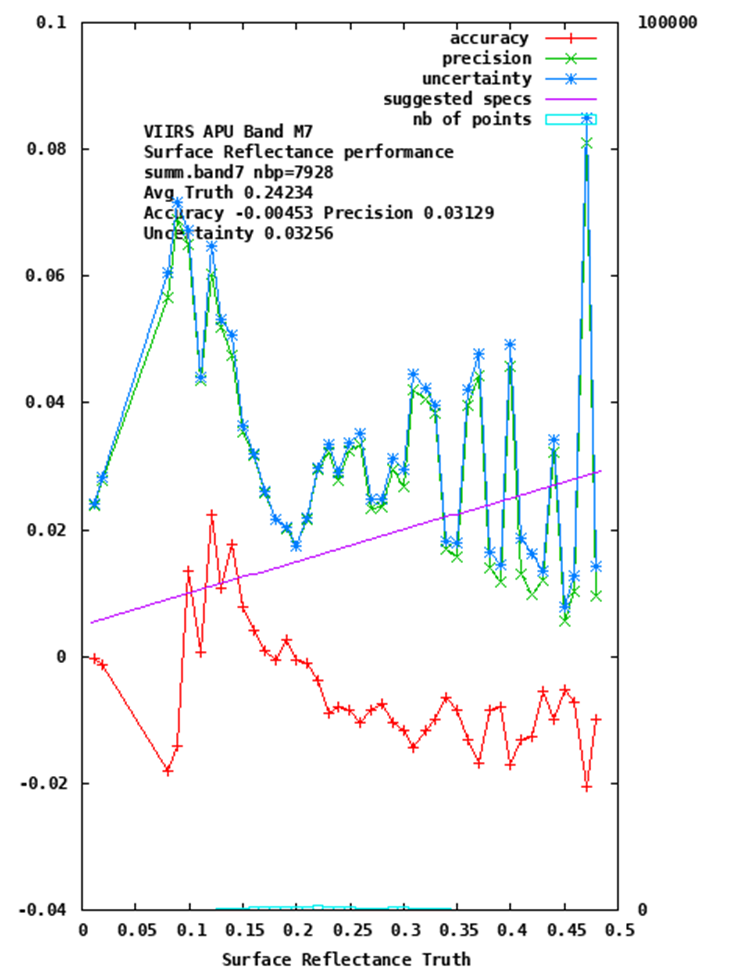 0.1
100000
accuracy
precision
uncertainty
suggested specs
nb of points
VIIRS APU Band M7
Surface Reflectance performance
summ.band7 nbp=7928
Avg Truth 0.24234
Accuracy -0.00453 Precision 0.03129
Uncertainty 0.03256
0.08
0.06
0.04
0.02
0
-0.02
-0.04
0
0 0.05 0.1 0.15 0.2 0.25 0.3 0.35 0.4 0.45 0.5
Surface Reflectance Truth